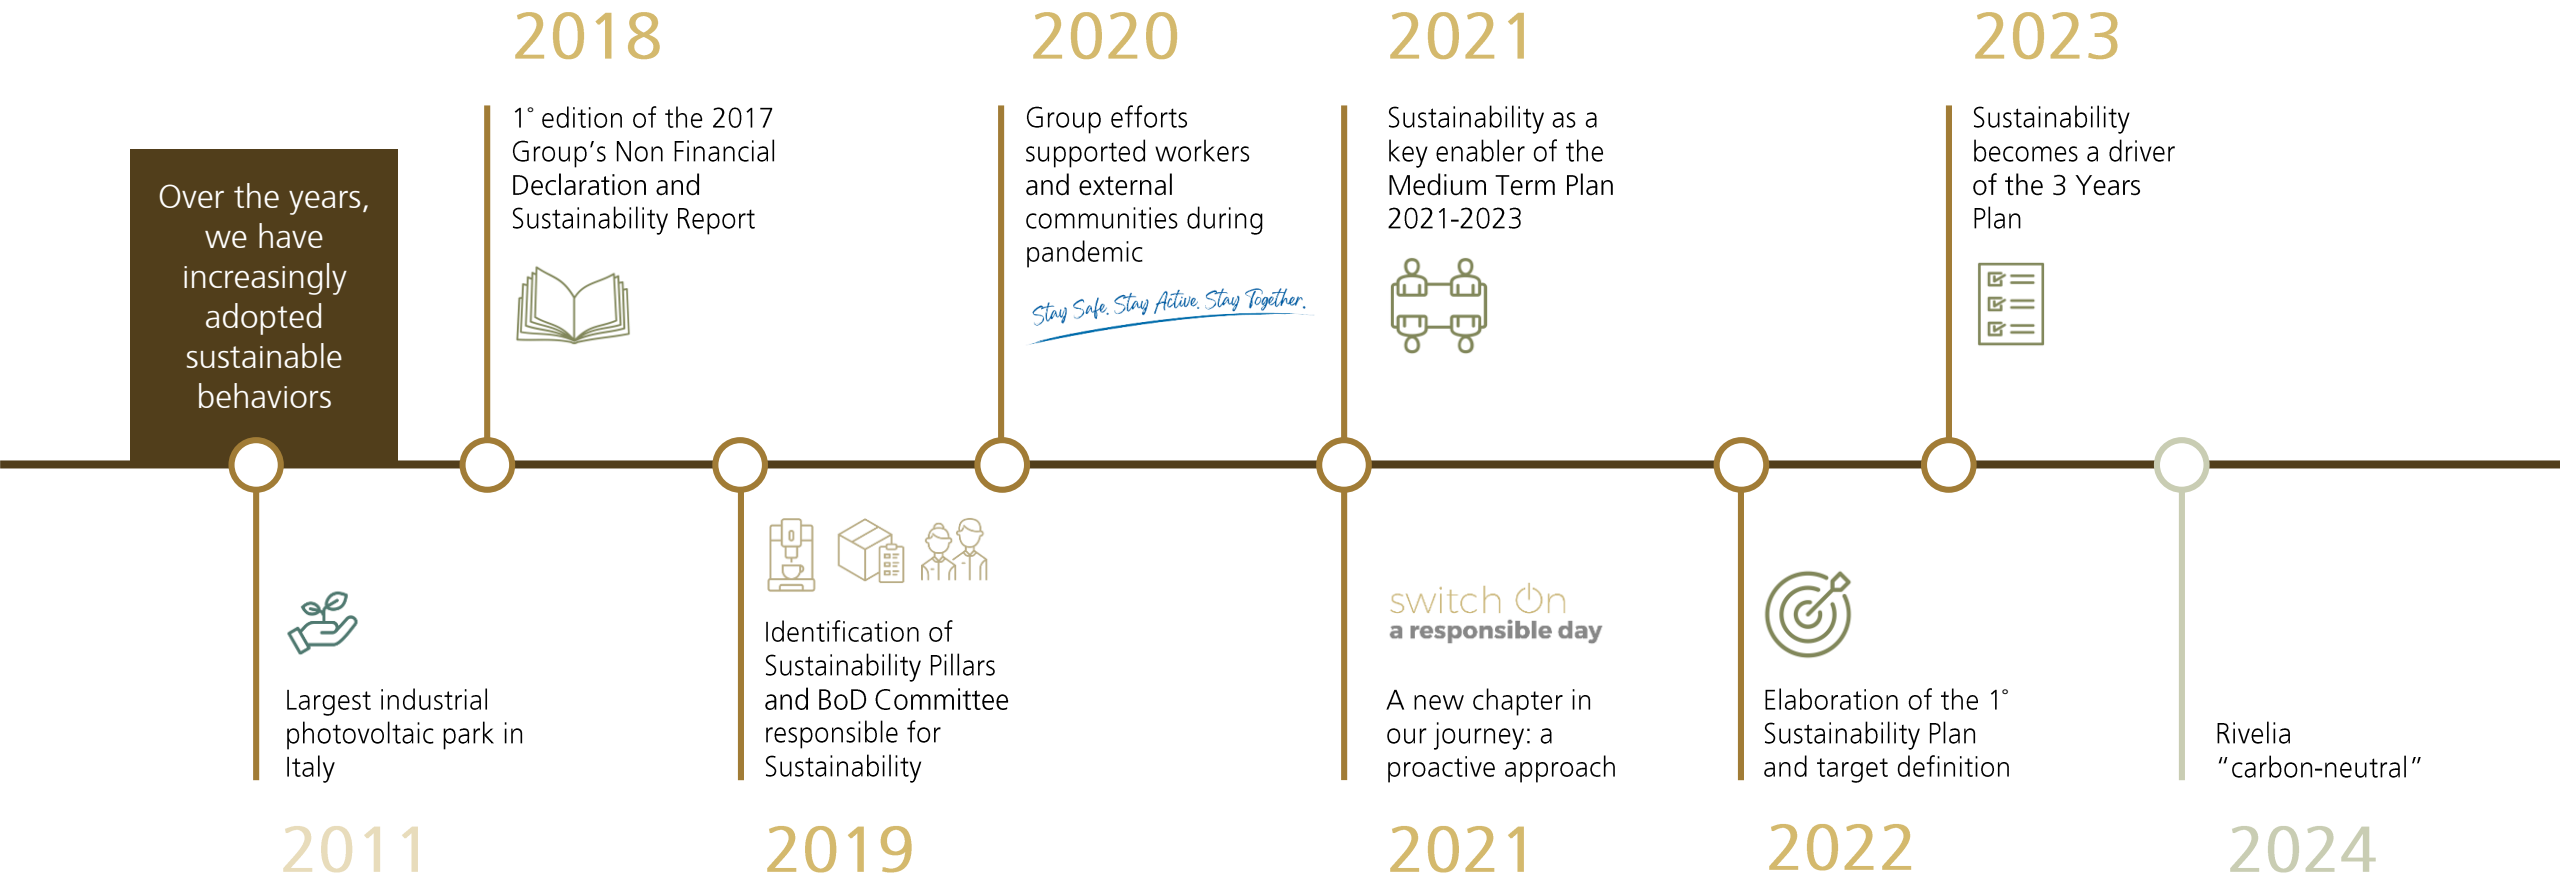 2018
2020
2021
2023
1° edition of the 2017
Group’s Non Financial
Declaration and
Sustainability Report
Group efforts
supported workers
and external
communities during
pandemic
Stay Safe. Stay Active. Stay Together.
Sustainability as a
key enabler of the
Medium Term Plan
2021-2023
Sustainability
becomes a driver
of the 3 Years
Plan
Over the years,
we have
increasingly
adopted
sustainable
behaviors
Largest industrial
photovoltaic park in
Italy
Identification of
Sustainability Pillars
and BoD Committee
responsible for
Sustainability
switch On
a responsible day
A new chapter in
our journey: a
proactive approach
Elaboration of the 1°
Sustainability Plan
and target definition
Rivelia
“carbon-neutral”
2011
2019
2021
2022
2024